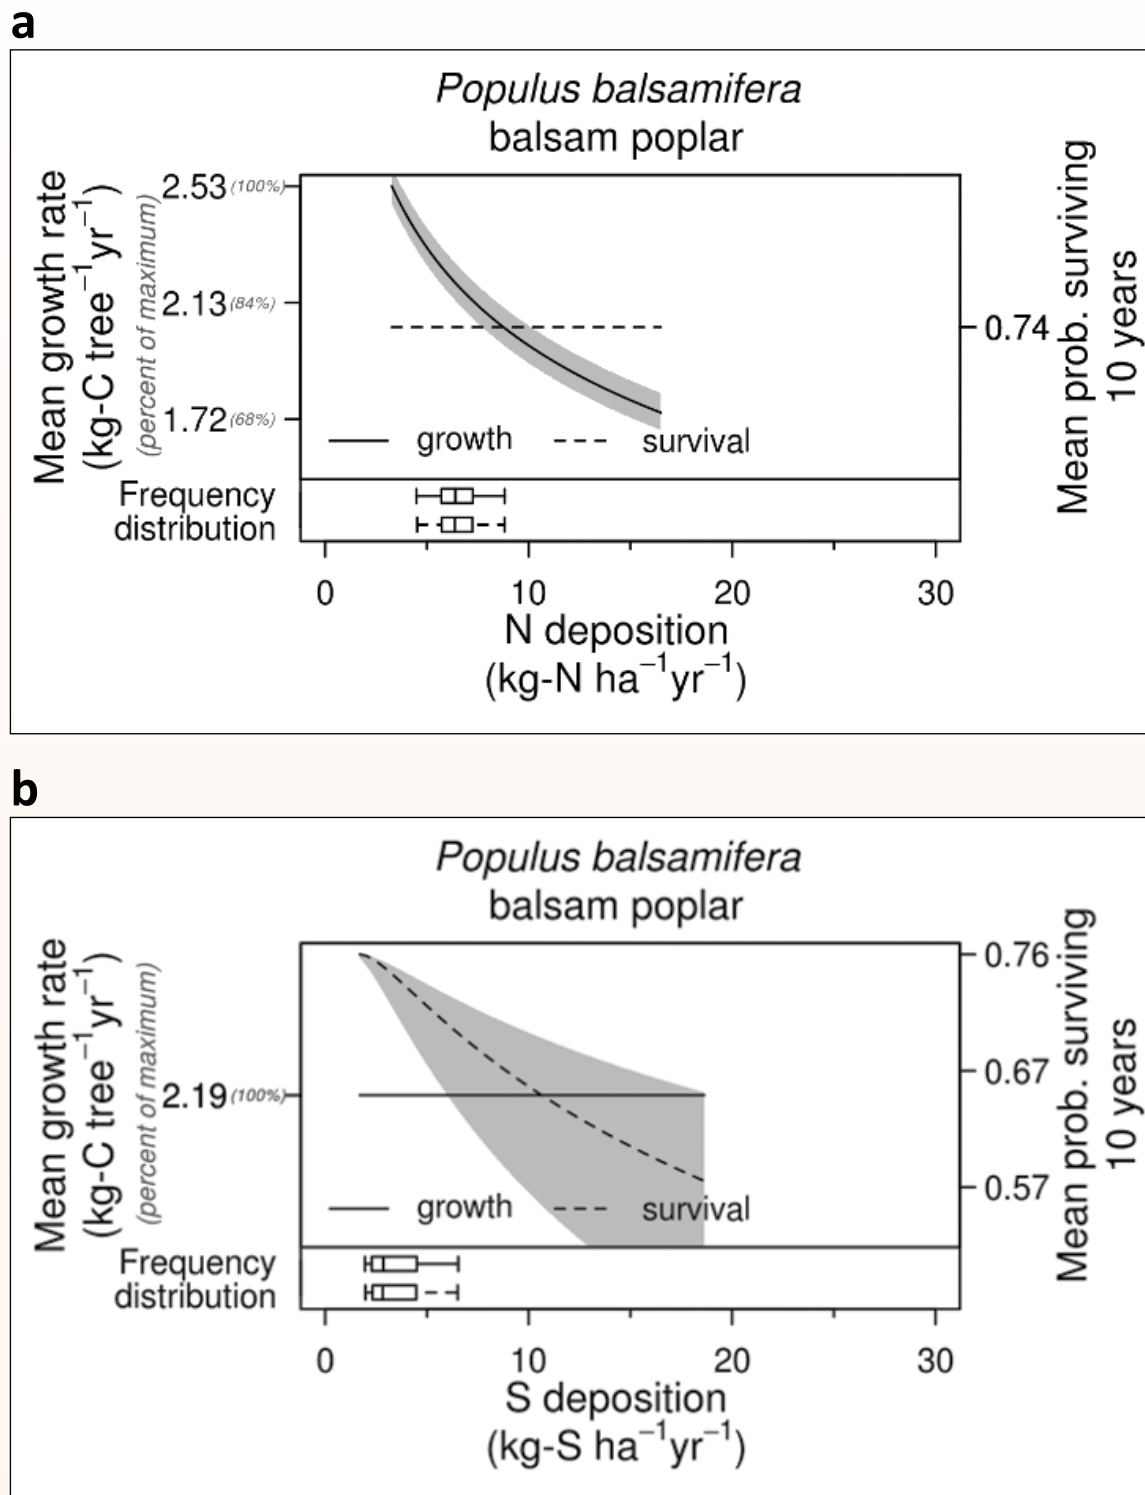 a
Populus balsamifera
balsam poplar
Mean growth rate
(kg-C tree⁻¹yr⁻¹)
(percent of maximum)
2.53 (100%)
2.13 (84%)
1.72 (68%)
growth survival
0.74
Mean prob. surviving
10 years
Frequency
distribution
0 10 20 30
N deposition
(kg-N ha⁻¹yr⁻¹)
b
Populus balsamifera
balsam poplar
Mean growth rate
(kg-C tree⁻¹yr⁻¹)
(percent of maximum)
2.19 (100%)
growth survival
0.76
0.67
0.57
Mean prob. surviving
10 years
Frequency
distribution
0 10 20 30
S deposition
(kg-S ha⁻¹yr⁻¹)